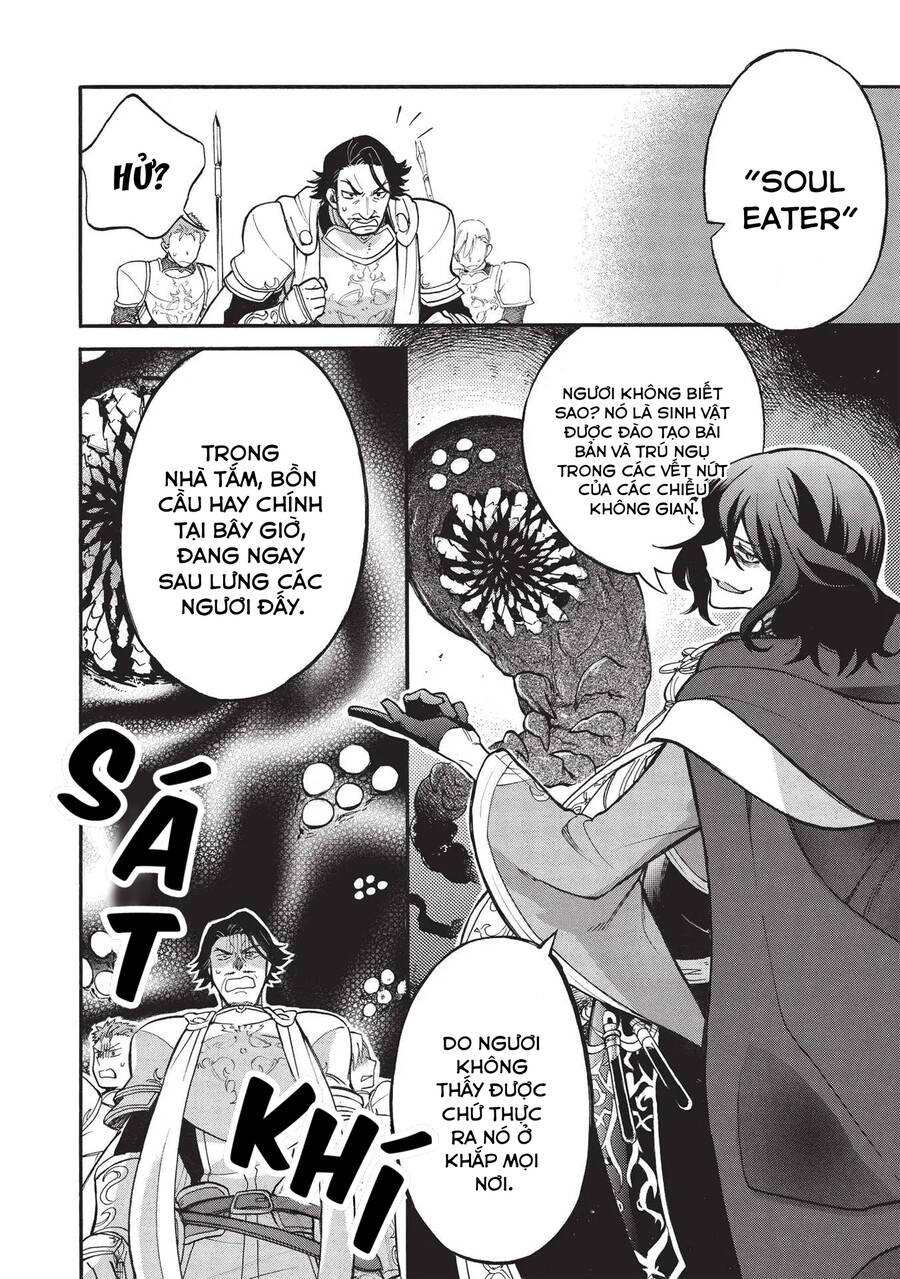 "SOUL
EATER"
HỬ?
NGƯƠI KHÔNG BIẾT
SAO? NÓ LÀ SINH VẬT
ĐƯỢC ĐÀO TẠO BÀI
BẢN VÀ TRÚ NGỤ
TRONG CÁC VẾT NỨT
CỦA CÁC CHIỀU
KHÔNG GIAN.
TRONG
NHÀ TẮM, BỒN
CẦU HAY CHÍNH
TẠI BÂY GIỜ,
ĐANG NGAY
SAU LƯNG CÁC
NGƯƠI ĐẤY.
DO NGƯƠI
KHÔNG
THẤY ĐƯỢC
CHỨ THỰC
RA NÓ Ở
KHẮP MỌI
NƠI.
SÁT
KHÍ